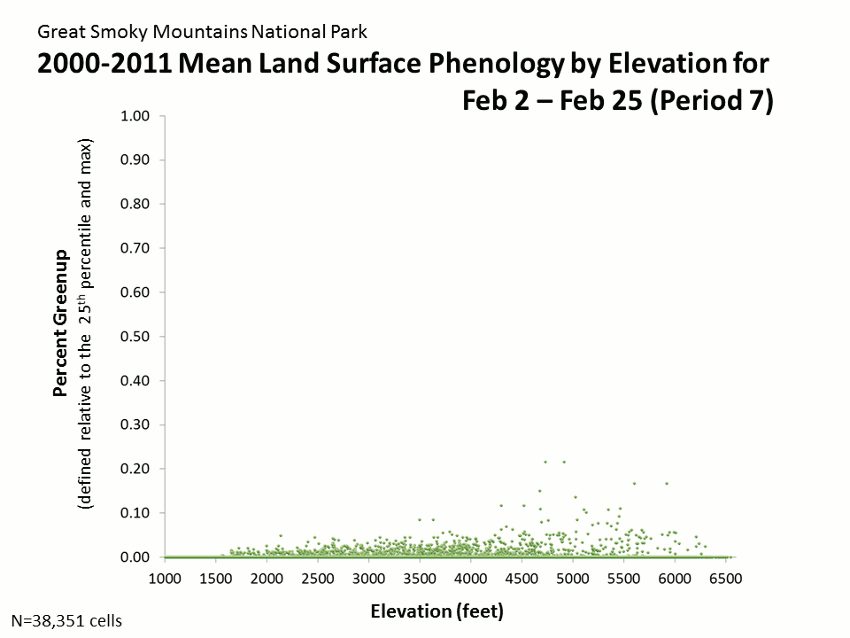 Great Smoky Mountains National Park
2000-2011 Mean Land Surface Phenology by Elevation for
Feb 2 – Feb 25 (Period 7)
Percent Greenup
(defined relative to the 25th percentile and max)
1.00
0.90
0.80
0.70
0.60
0.50
0.40
0.30
0.20
0.10
0.00
1000 1500 2000 2500 3000 3500 4000 4500 5000 5500 6000 6500
Elevation (feet)
N=38,351 cells